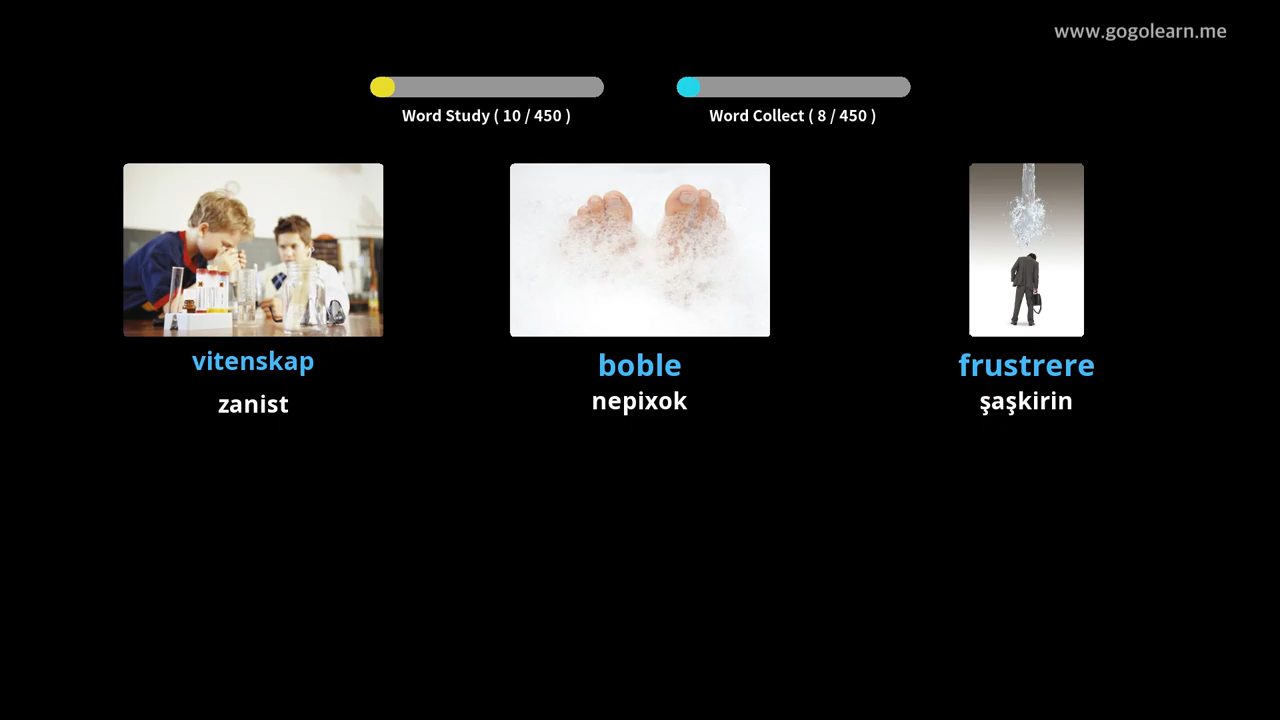 www.gogolearn.me
Word Study ( 10 / 450 )
Word Collect ( 8 / 450 )
vitenskap
zanist
boble
nepixok
frustrere
şaşkirin